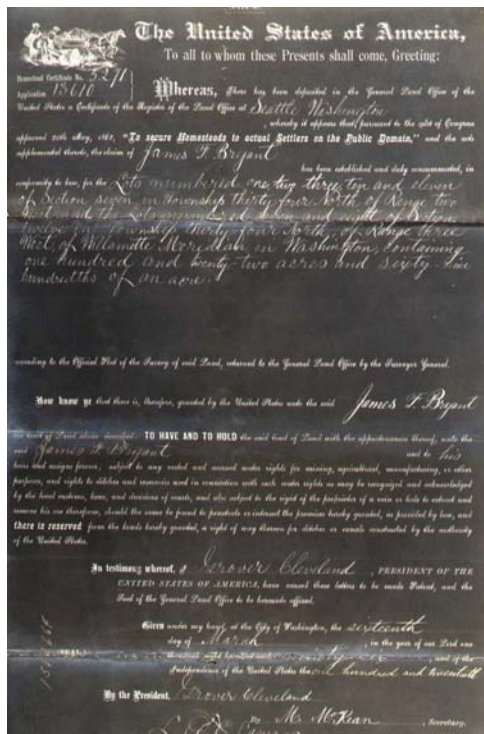 The United States of America,
To all to whom these Presents shall come, Greeting:
Homestead Certificate No. 5271
Application 13610
Whereas, There has been deposited in the General Land Office of the
United States a Certificate of the Register of the Land Office at Seattle Washington
, whereby it appears that pursuant to the Act of Congress
approved 20th May, 1862, "To secure Homesteads to actual Settlers on the Public Domain," and the acts
supplemental thereto, the claim of James F. Bryant
has been established and duly consummated, in
conformity to law, for the Lots numbered one two three ten and eleven
of Section seven in Township thirty-four North of Range two
West and the Lots numbered seven and eight of Section
twelve in Township thirty-four North, of Range three
West of Willamette Meridian in Washington, containing
one hundred and twenty-two acres and sixty-
hundredths of an acre.
according to the Official Plat of the Survey of said Land, returned to the General Land Office by the Surveyor General.
Now know ye that there is, therefore, granted by the United States unto the said James F. Bryant
the tract of Land above described: TO HAVE AND TO HOLD the said tract of Land with the appurtenances thereof, unto the
said James F. Bryant and to his
heirs and assigns forever; subject to any vested and accrued water rights for mining, agricultural, manufacturing, or other
purposes, and rights to ditches and reservoirs used in connection with such water rights as may be recognized and acknowledged
by the local customs, laws, and decisions of courts, and also subject to the right of the proprietor of a vein or lode to extract and
remove his ore therefrom, should the same be found to penetrate or intersect the premises hereby granted, as provided by law, and
there is reserved from the lands hereby granted, a right of way thereon for ditches or canals constructed by the authority
of the United States.
In testimony whereof, I Grover Cleveland, PRESIDENT OF THE
UNITED STATES OF AMERICA, have caused these letters to be made Patent, and the
Seal of the General Land Office to be hereunto affixed.
Given under my hand, at the City of Washington, the sixteenth
day of March, in the year of our Lord one
thousand eight hundred and ninety-six, and of the
Independence of the United States the one hundred and twentieth
By the President, Grover Cleveland
By M. McKean, Secretary.